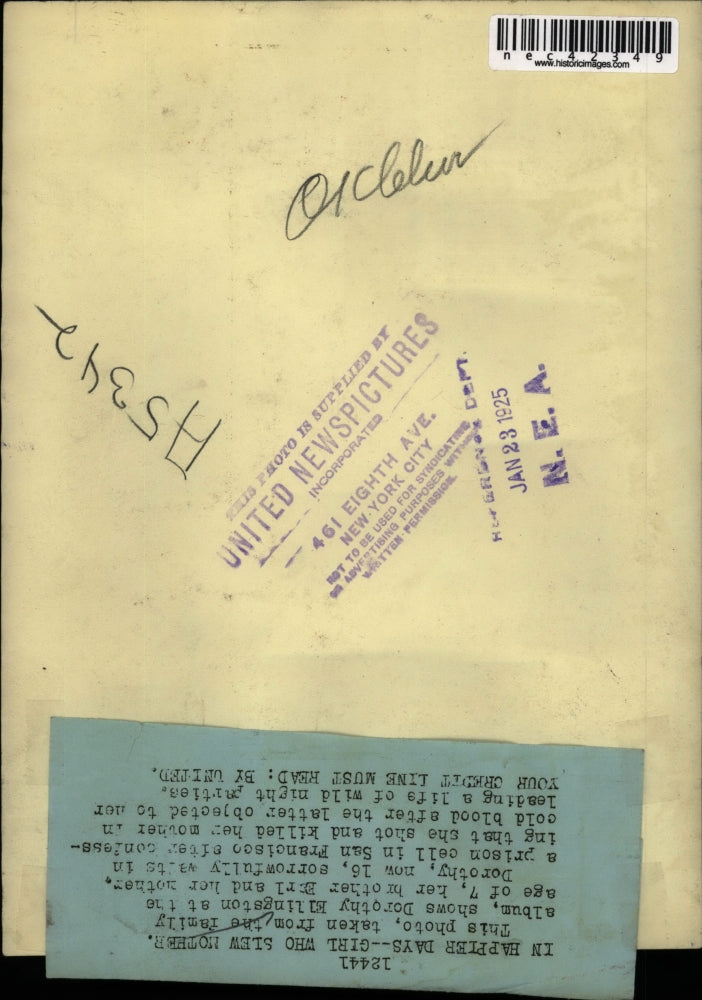 nec42349
www.historicimages.com
A5342
THIS PHOTO IS SUPPLIED BY
UNITED NEWSPICTURES
INCORPORATED
461 EIGHTH AVE.
NEW YORK CITY
NOT TO BE USED FOR SYNDICATING
OR ADVERTISING PURPOSES WITHOUT
WRITTEN PERMISSION.
DEPT.
JAN 23 1925
N. E. A.
12441
IN HAPPIER DAYS--GIRL WHO SLEW MOTHER.
This photo, taken from the family
album, shows Dorothy Ellingston at the
age of 7, her brother Earl and her mother.
Dorothy, now 16, sorrowfully waits in
a prison cell in San Francisco after confess-
ing that she shot and killed her mother in
cold blood after the latter objected to her
leading a life of wild night parties.
YOUR CREDIT LINE MUST READ: BY UNITED.